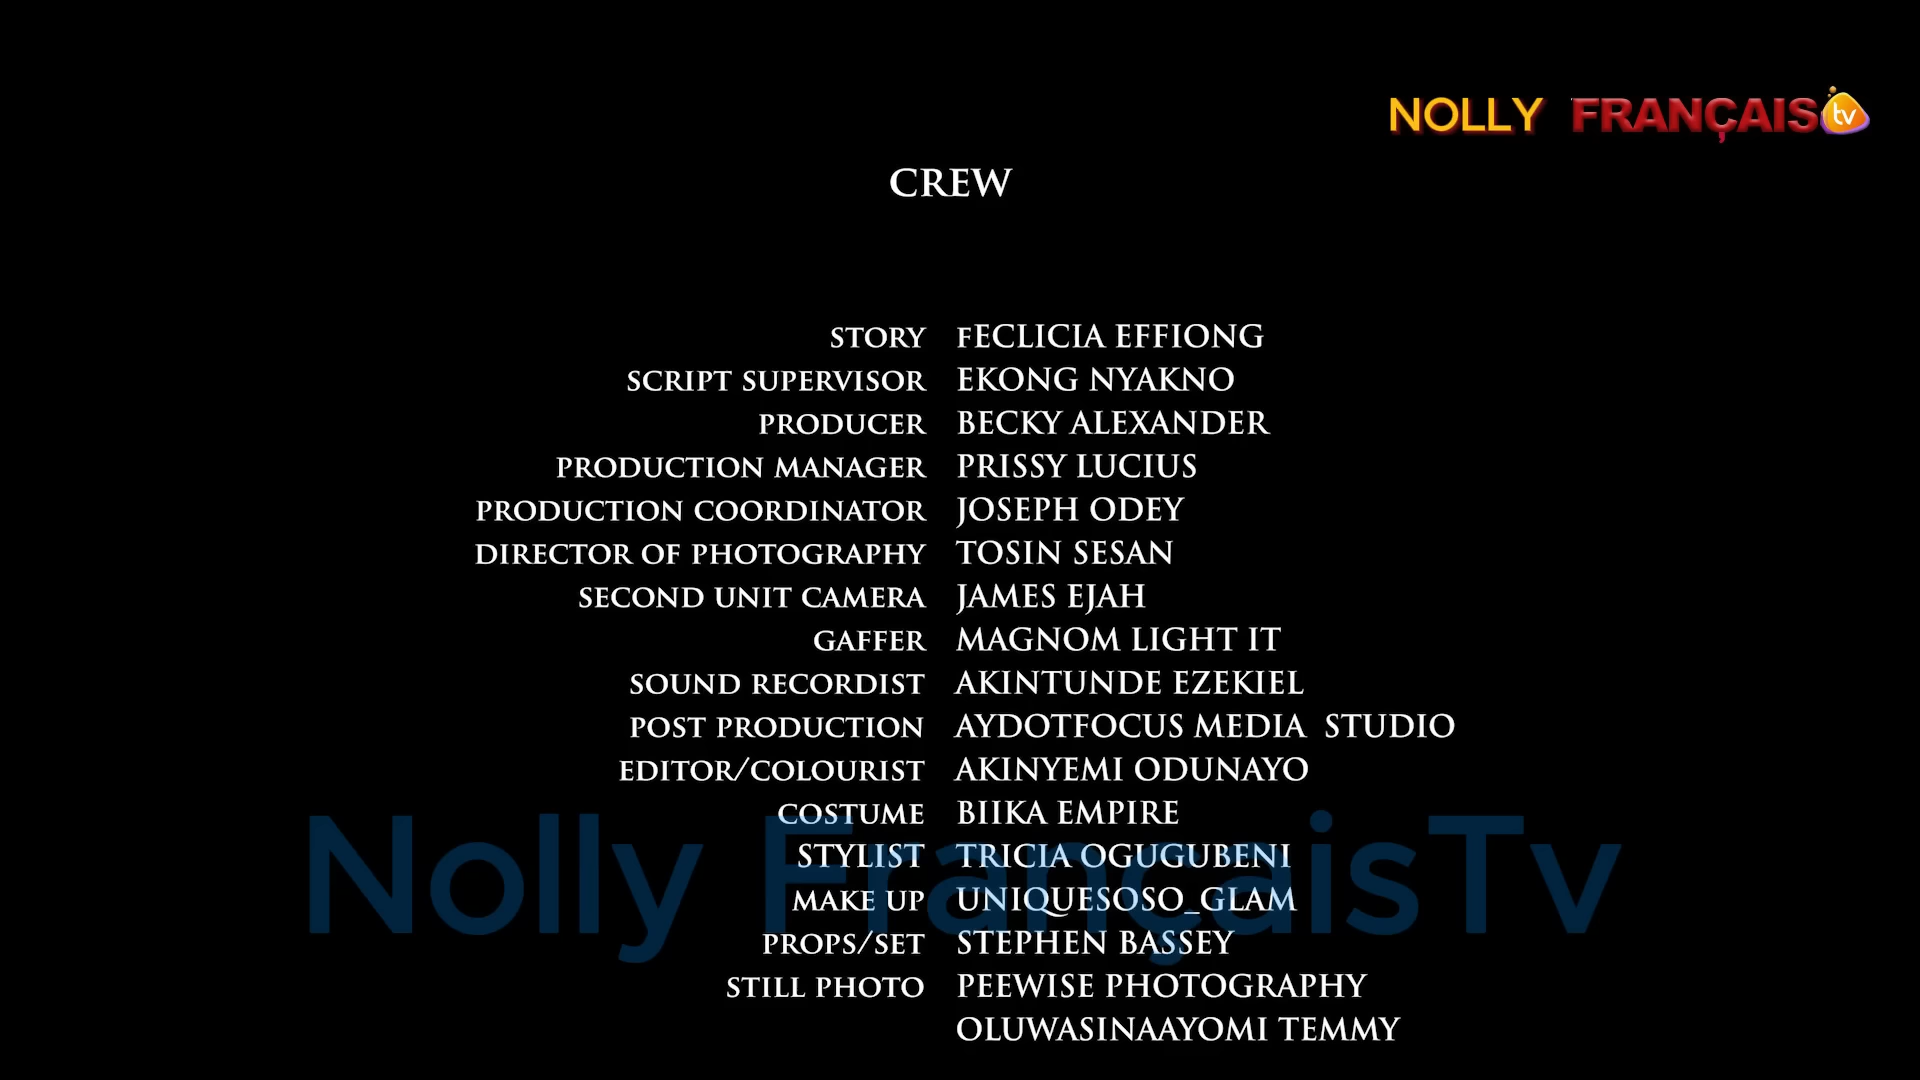 NOLLY FRANÇAIS tv
CREW
STORY FECLICIA EFFIONG
SCRIPT SUPERVISOR EKONG NYAKNO
PRODUCER BECKY ALEXANDER
PRODUCTION MANAGER PRISSY LUCIUS
PRODUCTION COORDINATOR JOSEPH ODEY
DIRECTOR OF PHOTOGRAPHY TOSIN SESAN
SECOND UNIT CAMERA JAMES EJAH
GAFFER MAGNOM LIGHT IT
SOUND RECORDIST AKINTUNDE EZEKIEL
POST PRODUCTION AYDOTFOCUS MEDIA STUDIO
EDITOR/COLOURIST AKINYEMI ODUNAYO
COSTUME BIIKA EMPIRE
STYLIST TRICIA OGUGUBENI
MAKE UP UNIQUESOSO_GLAM
PROPS/SET STEPHEN BASSEY
STILL PHOTO PEEWISE PHOTOGRAPHY
OLUWASINAAYOMI TEMMY
Nolly FrançaisTv